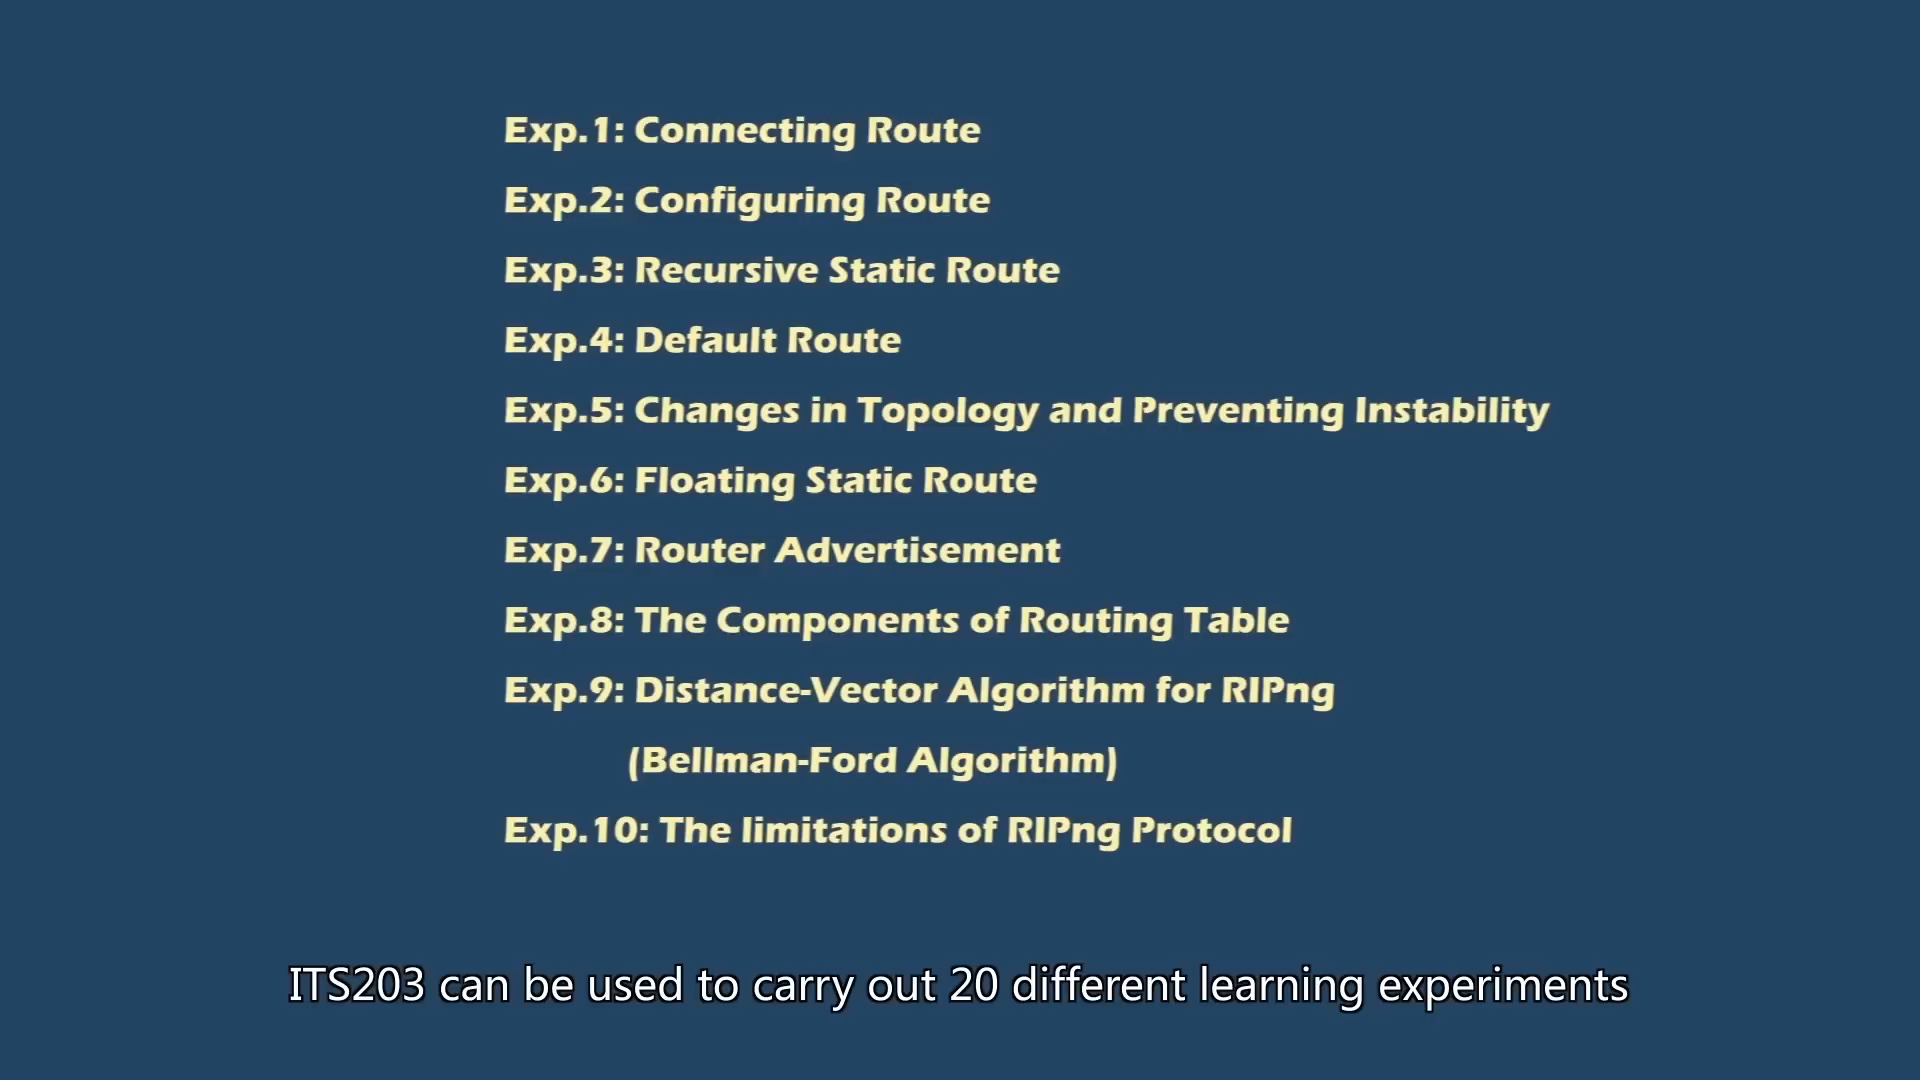 Exp.1: Connecting Route
Exp.2: Configuring Route
Exp.3: Recursive Static Route
Exp.4: Default Route
Exp.5: Changes in Topology and Preventing Instability
Exp.6: Floating Static Route
Exp.7: Router Advertisement
Exp.8: The Components of Routing Table
Exp.9: Distance-Vector Algorithm for RIPng
(Bellman-Ford Algorithm)
Exp.10: The limitations of RIPng Protocol
ITS203 can be used to carry out 20 different learning experiments